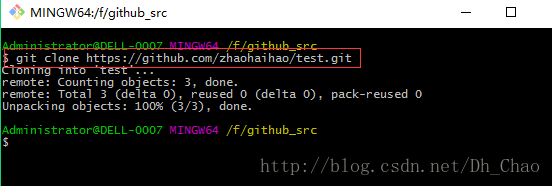 MINGW64:/f/github_src
Administrator@DELL-0007 MINGW64 /f/github_src
$ git clone https://github.com/zhaohaihao/test.git
Cloning into 'test'...
remote: Counting objects: 3, done.
remote: Total 3 (delta 0), reused 0 (delta 0), pack-reused 0
Unpacking objects: 100% (3/3), done.
Administrator@DELL-0007 MINGW64 /f/github_src
$
http://blog.csdn.net/Dh_Chao